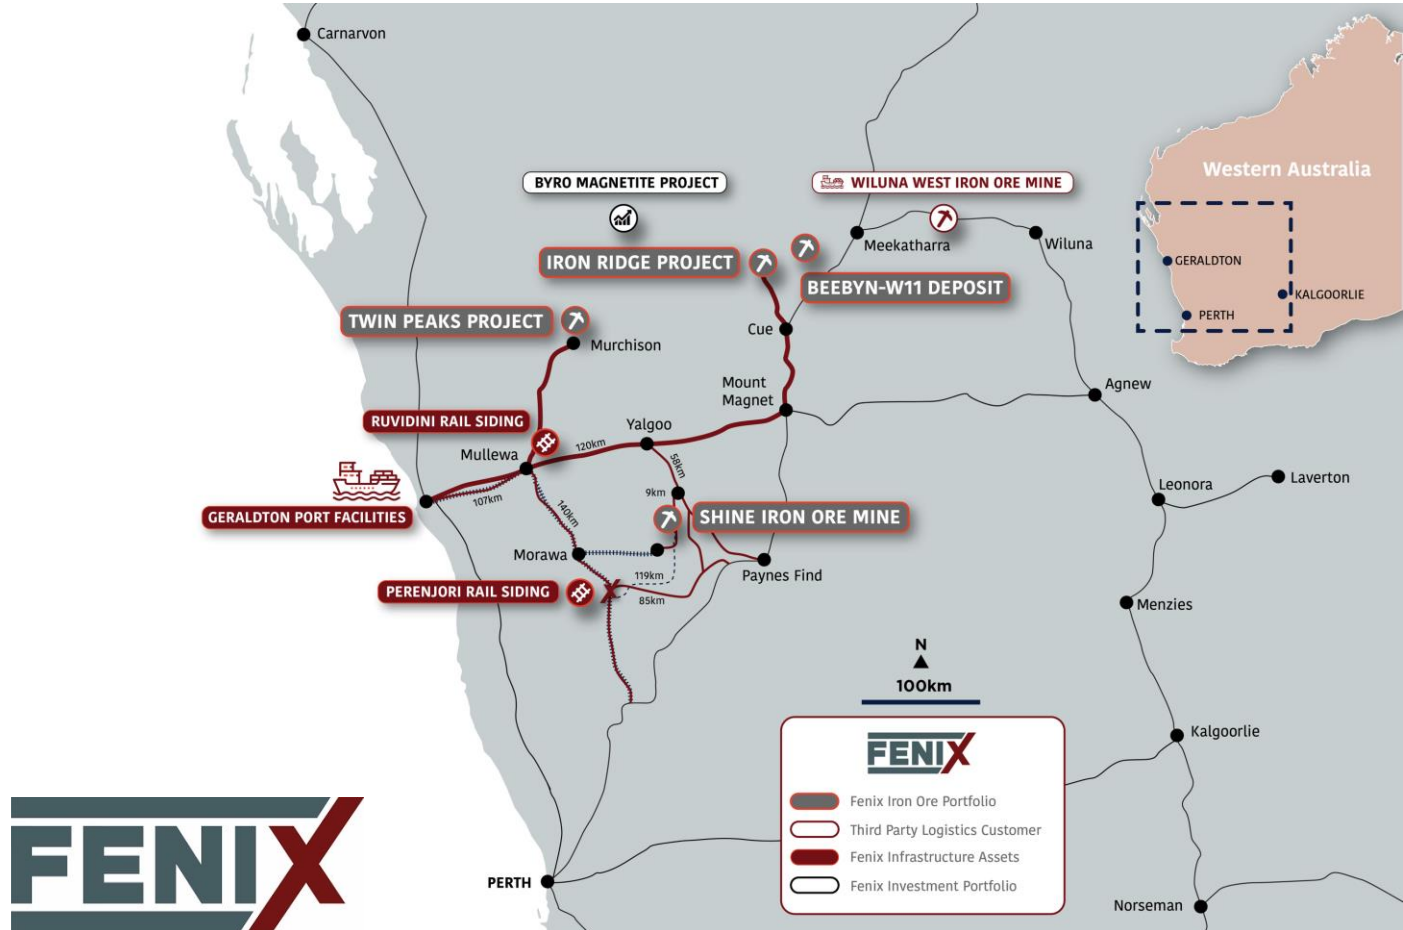 Carnarvon
BYRO MAGNETITE PROJECT
WILUNA WEST IRON ORE MINE
Western Australia
IRON RIDGE PROJECT
Meekatharra
Wiluna
BEEBYN-W11 DEPOSIT
GERALDTON
KALGOORLIE
PERTH
TWIN PEAKS PROJECT
Murchison
Cue
Mount
Magnet
Agnew
RUVIDINI RAIL SIDING
Yalgoo
Mullewa
120km
58km
107km
140km
9km
Leonora
Laverton
GERALDTON PORT FACILITIES
SHINE IRON ORE MINE
Morawa
119km
Paynes Find
PERENJORI RAIL SIDING
85km
X
Menzies
N
100km
Kalgoorlie
FENIX
Fenix Iron Ore Portfolio
Third Party Logistics Customer
Fenix Infrastructure Assets
Fenix Investment Portfolio
FENIX
PERTH
Norseman